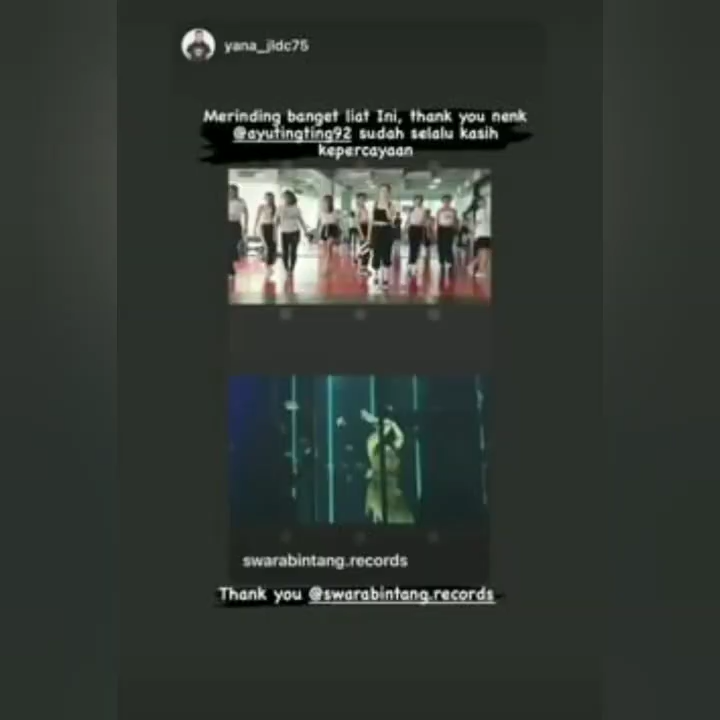 yana_jldc75
Merinding banget liat Ini, thank you nenk
@ayutingting92 sudah selalu kasih
kepercayaan
swarabintang.records
Thank you @swarabintang.records